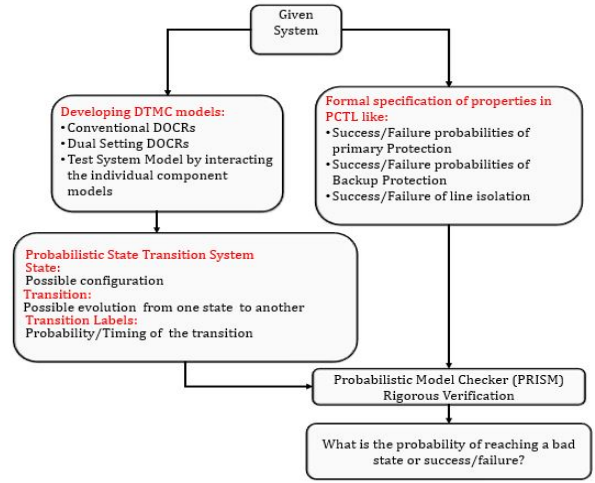 Given
System
Developing DTMC models:
• Conventional DOCRs
• Dual Setting DOCRs
• Test System Model by interacting
the individual component
models
Formal specification of properties in
PCTL like:
• Success/Failure probabilities of
primary Protection
• Success/Failure probabilities of
Backup Protection
• Success/Failure of line isolation
Probabilistic State Transition System
State:
Possible configuration
Transition:
Possible evolution from one state to another
Transition Labels:
Probability/Timing of the transition
Probabilistic Model Checker (PRISM)
Rigorous Verification
What is the probability of reaching a bad
state or success/failure?